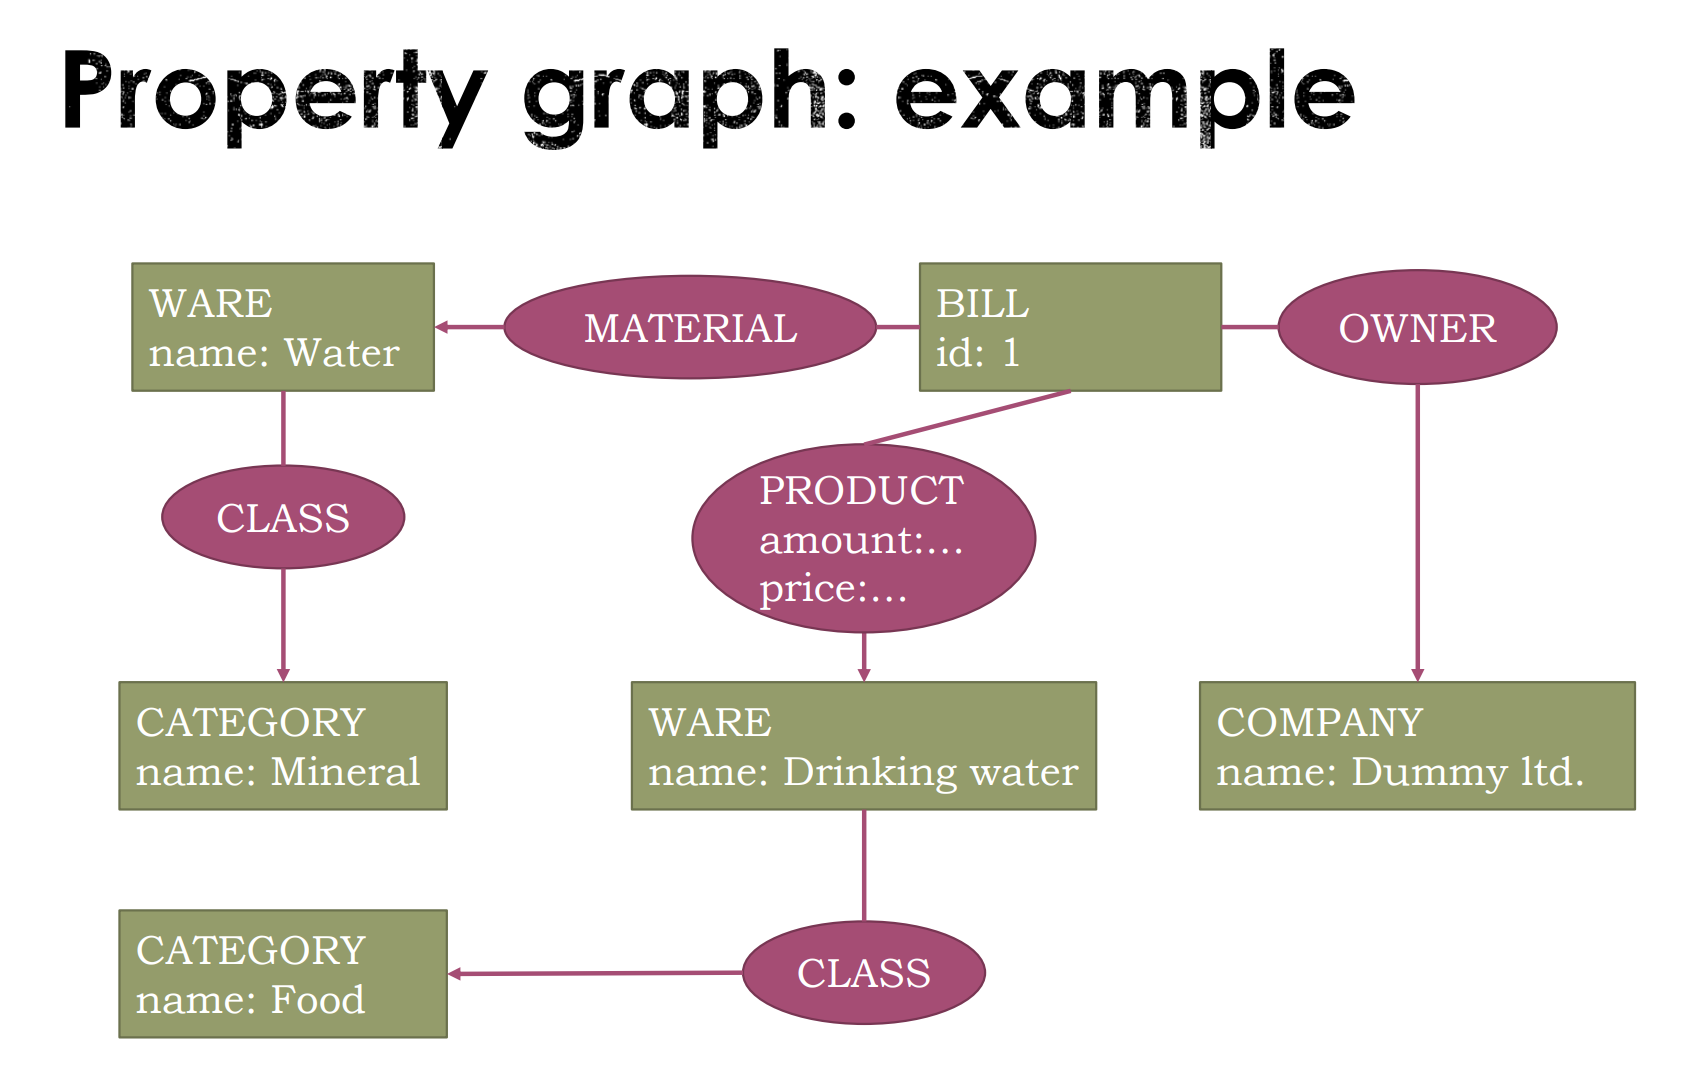 Property graph: example
WARE
name: Water
MATERIAL
BILL
id: 1
OWNER
CLASS
PRODUCT
amount:...
price:...
CATEGORY
name: Mineral
WARE
name: Drinking water
COMPANY
name: Dummy ltd.
CATEGORY
name: Food
CLASS